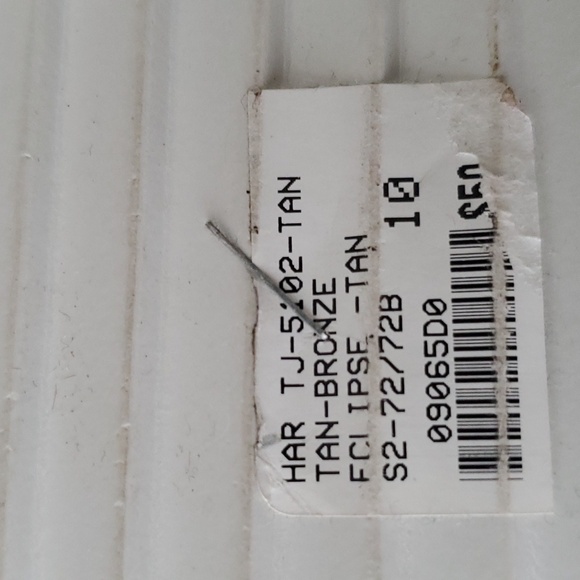 HAR TJ-5102-TAN
TAN-BRONZE
ECLIPSE -TAN
S2-72/72B 10
09065D0